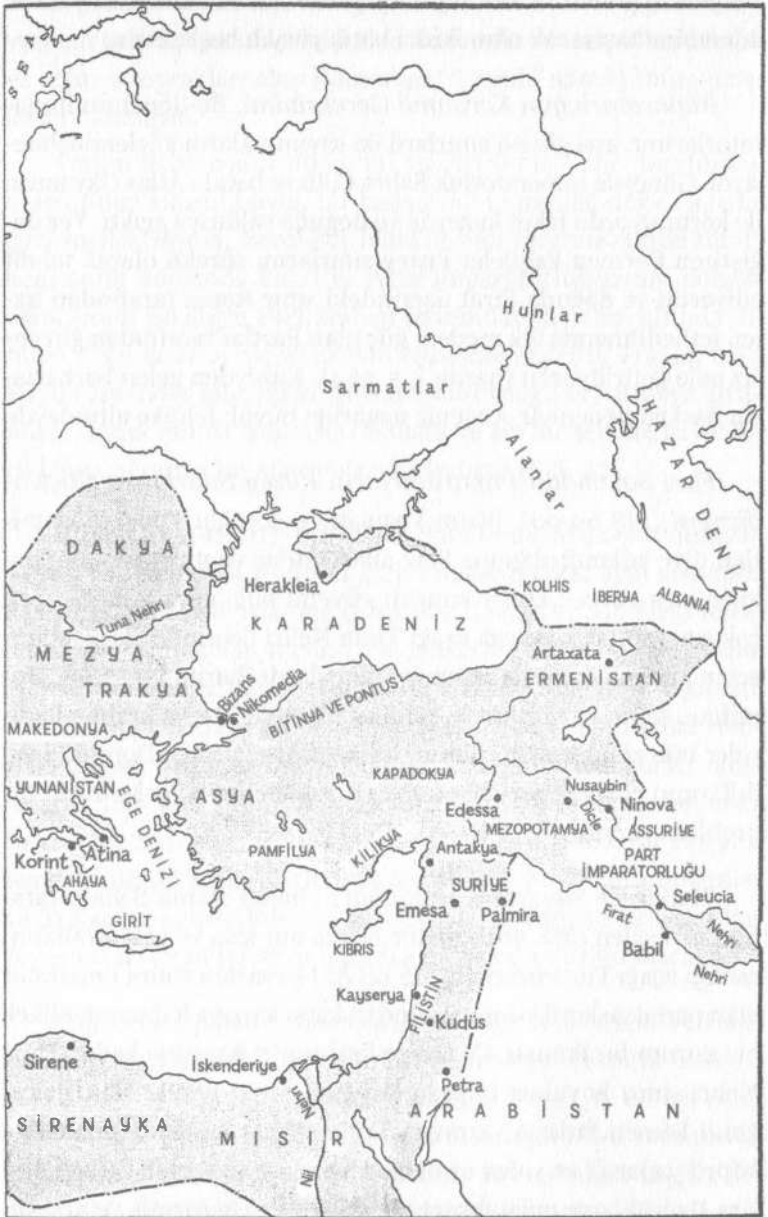 Hunlar
Sarmatlar
Alanlar
HAZAR DENİZİ
DAKYA
Herakleia
KOLHİS
İBERYA
ALBANIA
Tuna Nehri
KARADENİZ
MEZYA
Artaxata
TRAKYA
ERMENİSTAN
Bizans
Nikomedia
BİTİNYA VE PONTUS
MAKEDONYA
KAPADOKYA
YUNANİSTAN
ASYA
Nusaybin
EGE DENİZİ
Edessa
Dicle
Ninova
MEZOPOTAMYA
ASSURİYE
Korint
Atina
PAMFİLYA
KİLİKYA
Antakya
PART
İMPARATORLUĞU
AHAYA
SURİYE
Seleucia
GİRİT
Emesa
Palmira
Fırat
Nehri
KIBRIS
Babil
Nehri
Kayserya
FİLİSTİN
Kudüs
Sirene
İskenderiye
Petra
ARABİSTAN
SİRENAYKA
MISIR